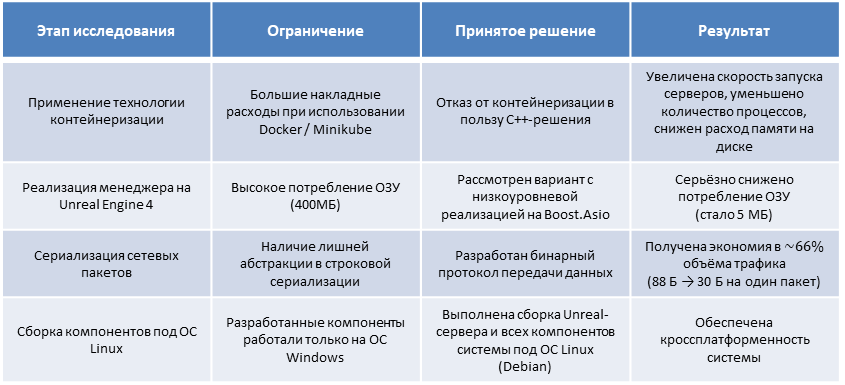 Этап исследования
Ограничение
Принятое решение
Результат
Применение технологии
контейнеризации
Большие накладные
расходы при использовании
Docker / Minikube
Отказ от контейнеризации в
пользу C++-решения
Увеличена скорость запуска
серверов, уменьшено
количество процессов,
снижен расход памяти на
диске
Реализация менеджера на
Unreal Engine 4
Высокое потребление ОЗУ
(400МБ)
Рассмотрен вариант с
низкоуровневой
реализацией на Boost.Asio
Серьёзно снижено
потребление ОЗУ
(стало 5 МБ)
Сериализация сетевых
пакетов
Наличие лишней
абстракции в строковой
сериализации
Разработан бинарный
протокол передачи данных
Получена экономия в ~66%
объёма трафика
(88 Б → 30 Б на один пакет)
Сборка компонентов под ОС
Linux
Разработанные компоненты
работали только на ОС
Windows
Выполнена сборка Unreal-
сервера и всех компонентов
системы под ОС Linux
(Debian)
Обеспечена
кроссплатформенность
системы